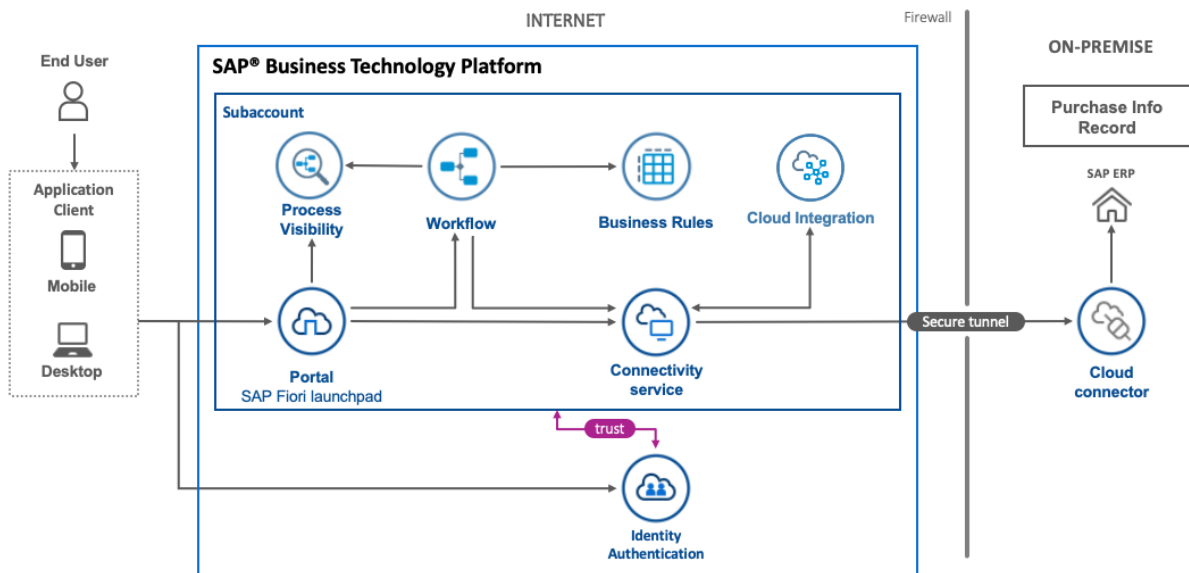 INTERNET
Firewall
ON-PREMISE
End User
SAP® Business Technology Platform
Subaccount
Purchase Info
Record
Application
Client
Process
Visibility
Workflow
Business Rules
Cloud Integration
SAP ERP
Mobile
Secure tunnel
Desktop
Portal
SAP Fiori launchpad
Connectivity
service
Cloud
connector
trust
Identity
Authentication